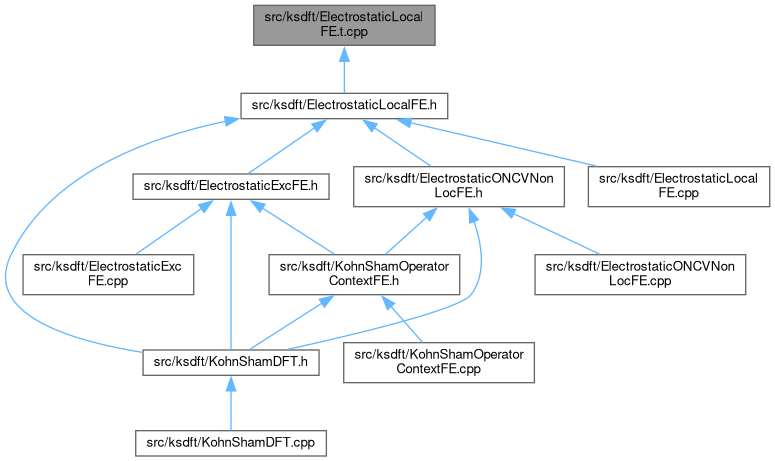 src/ksdft/ElectrostaticLocal
FE.t.cpp
src/ksdft/ElectrostaticLocalFE.h
src/ksdft/ElectrostaticExcFE.h
src/ksdft/ElectrostaticONCVNon
LocFE.h
src/ksdft/ElectrostaticLocal
FE.cpp
src/ksdft/ElectrostaticExc
FE.cpp
src/ksdft/KohnShamOperator
ContextFE.h
src/ksdft/ElectrostaticONCVNon
LocFE.cpp
src/ksdft/KohnShamDFT.h
src/ksdft/KohnShamOperator
ContextFE.cpp
src/ksdft/KohnShamDFT.cpp